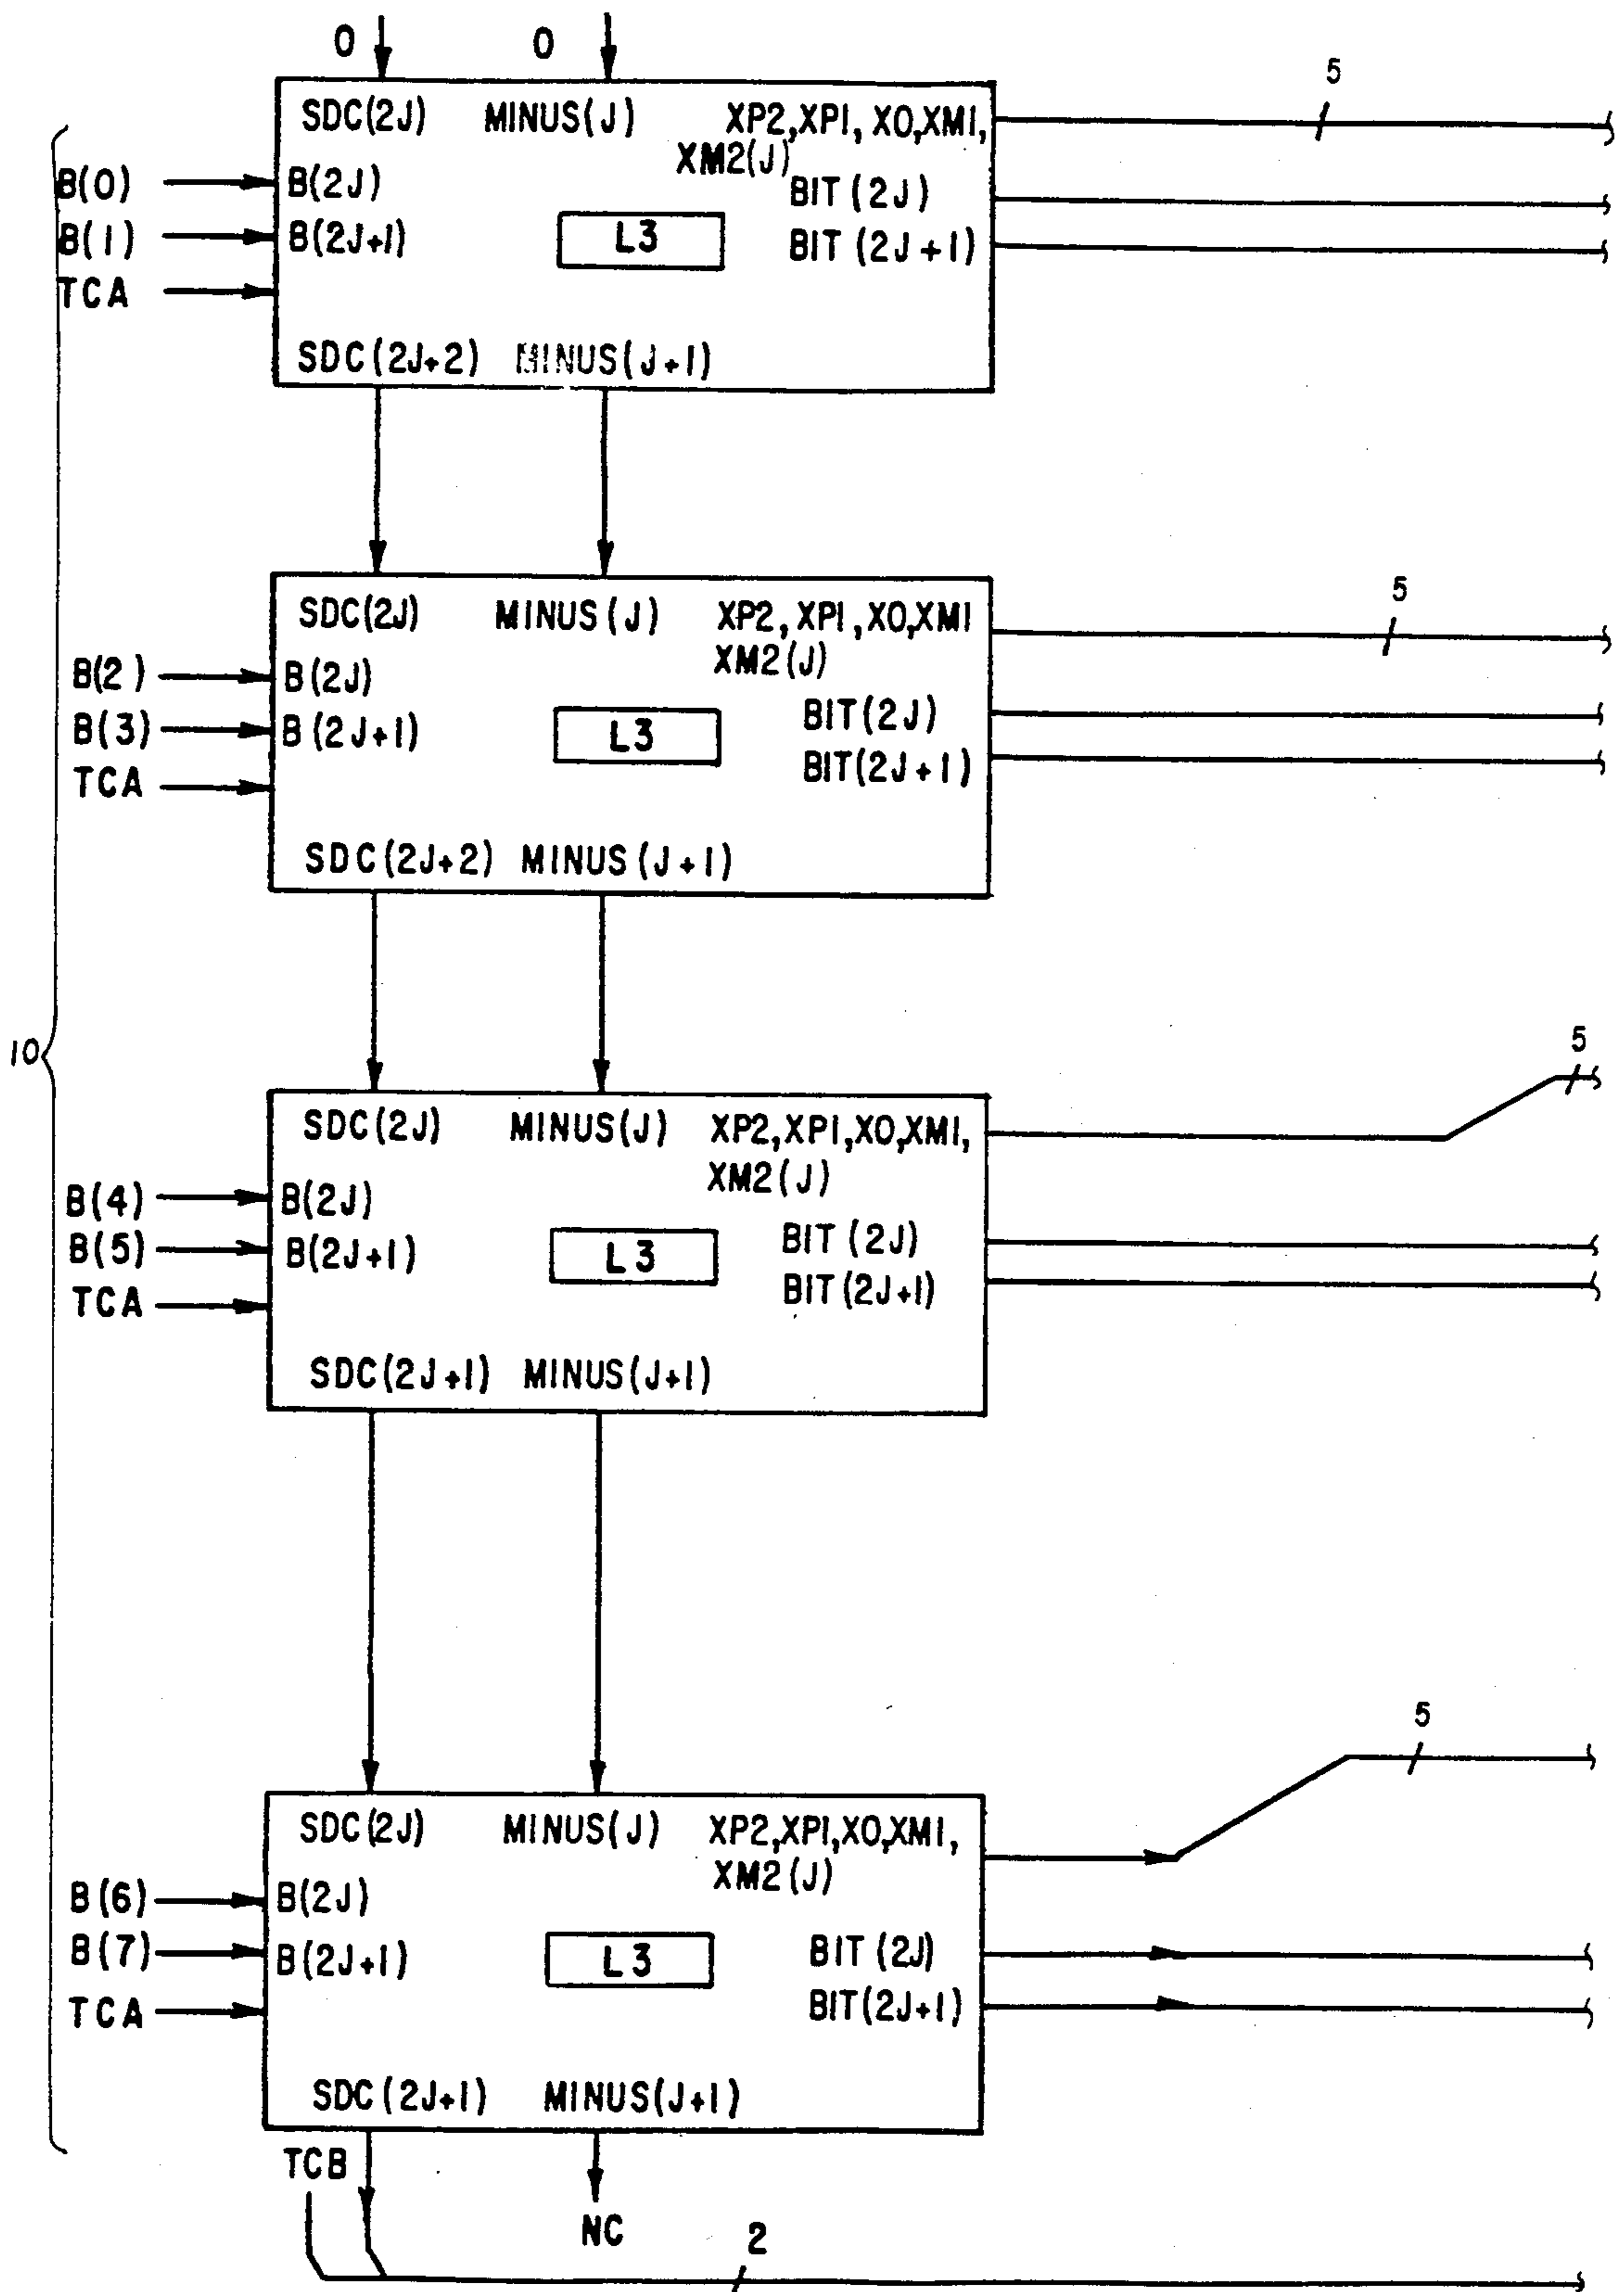 0 0
5
SDC(2J) MINUS(J) XP2,XP1, X0,XM1,
XM2(J)
B(0) B(2J) BIT (2J)
B(1) B(2J+1) L3 BIT (2J+1)
TCA
SDC(2J+2) MINUS(J+1)
5
SDC(2J) MINUS(J) XP2, XP1, X0,XM1
XM2(J)
B(2) B(2J)
B(3) B(2J+1) L3 BIT(2J)
TCA BIT(2J+1)
SDC(2J+2) MINUS(J+1)
10
5
SDC(2J) MINUS(J) XP2,XP1,X0,XM1,
XM2(J)
B(4) B(2J)
B(5) B(2J+1) L3 BIT (2J)
TCA BIT(2J+1)
SDC(2J+1) MINUS(J+1)
5
SDC(2J) MINUS(J) XP2,XP1,X0,XM1,
XM2(J)
B(6) B(2J)
B(7) B(2J+1) L3 BIT (2J)
TCA BIT(2J+1)
SDC(2J+1) MINUS(J+1)
TCB
NC
2